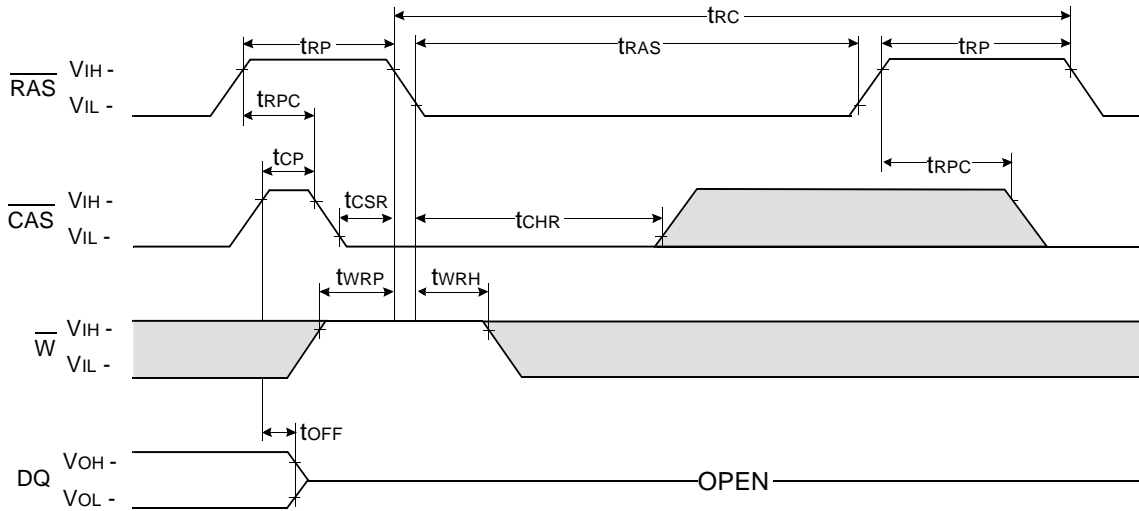 tRC
tRP tRAS tRP
RAS VIH -
VIL -
tRPC
tCP tRPC
CAS VIH -
VIL -
tCSR tCHR
tWRP tWRH
W VIH -
VIL -
tOFF
DQ VOH -
VOL -
OPEN